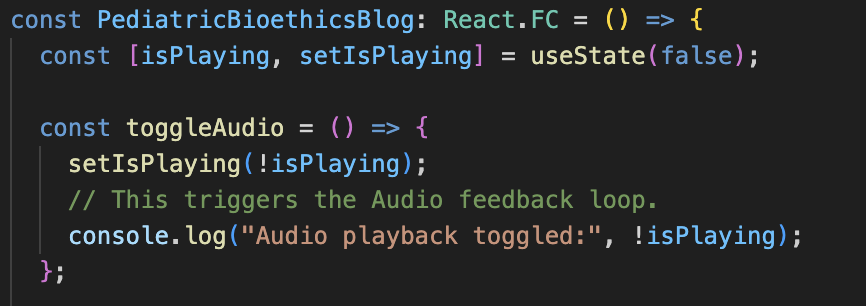 const PediatricBioethicsBlog: React.FC = () => {
const [isPlaying, setIsPlaying] = useState(false);
const toggleAudio = () => {
setIsPlaying(!isPlaying);
// This triggers the Audio feedback loop.
console.log("Audio playback toggled:", !isPlaying);
};